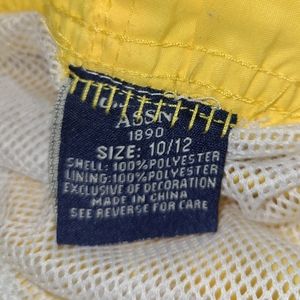 ASSN
1890
SIZE: 10/12
SHELL: 100%POLYESTER
LINING: 100%POLYESTER
EXCLUSIVE OF DECORATION
MADE IN CHINA
SEE REVERSE FOR CARE